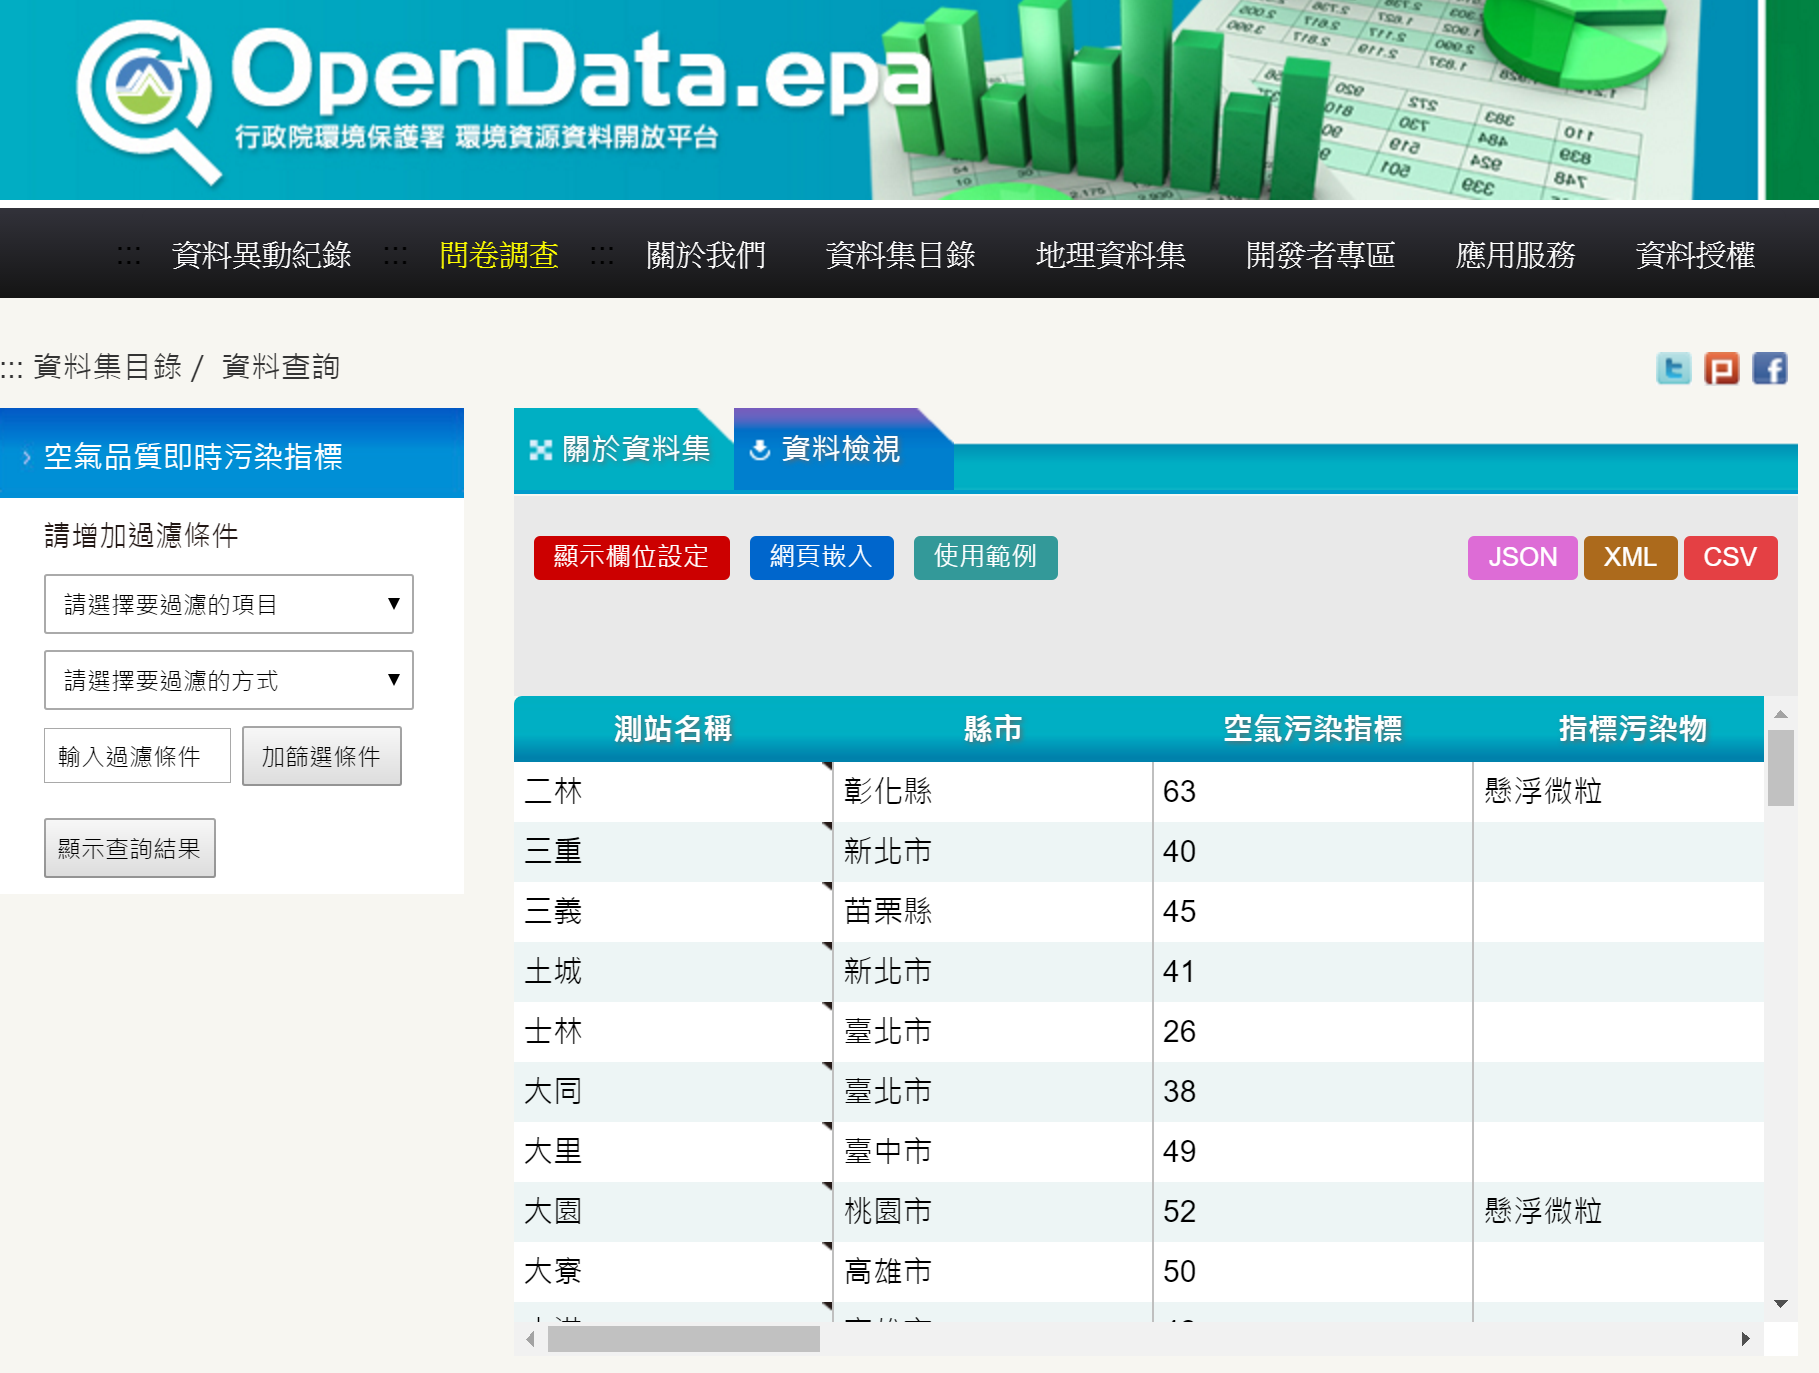 OpenData.epa
行政院環境保護署 環境資源資料開放平台
::: 資料異動紀錄 ::: 問卷調查 ::: 關於我們 資料集目錄 地理資料集 開發者專區 應用服務 資料授權
::: 資料集目錄 / 資料查詢
空氣品質即時污染指標
請增加過濾條件
請選擇要過濾的項目
請選擇要過濾的方式
輸入過濾條件 加篩選條件
顯示查詢結果
關於資料集 資料檢視
顯示欄位設定 網頁嵌入 使用範例 JSON XML CSV
測站名稱 縣市 空氣污染指標 指標污染物
二林 彰化縣 63 懸浮微粒
三重 新北市 40
三義 苗栗縣 45
土城 新北市 41
士林 臺北市 26
大同 臺北市 38
大里 臺中市 49
大園 桃園市 52 懸浮微粒
大寮 高雄市 50